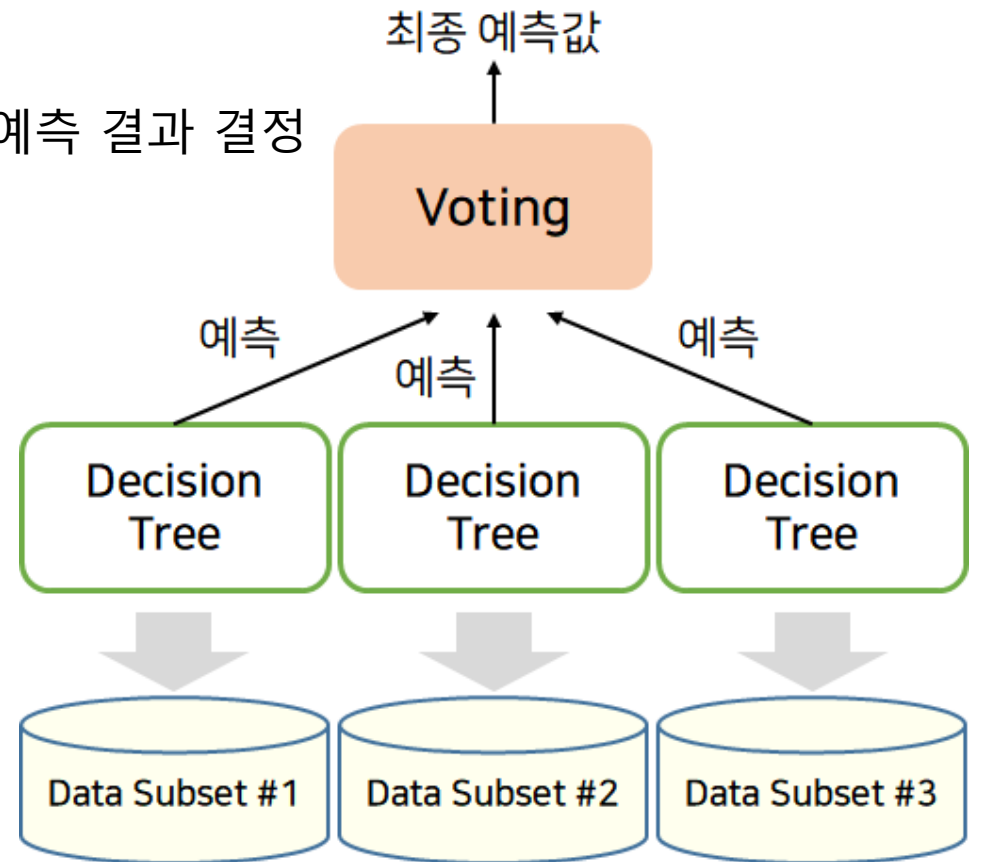 최종 예측값
예측 결과 결정
Voting
예측
예측
예측
Decision
Tree
Decision
Tree
Decision
Tree
Data Subset #1
Data Subset #2
Data Subset #3